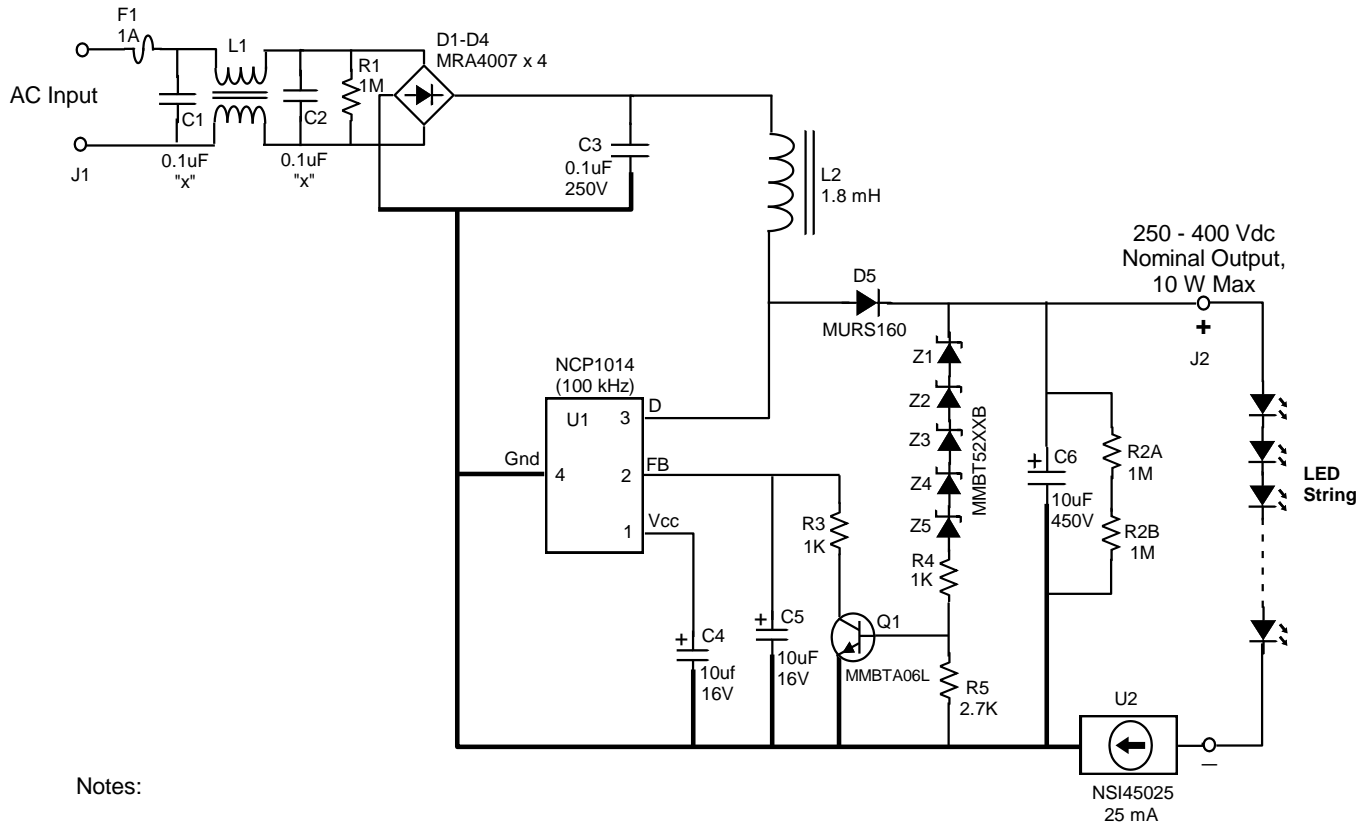 F1
1A
AC Input
J1
C1
0.1uF
"x"
L1
C2
0.1uF
"x"
R1
1M
D1-D4
MRA4007 x 4
C3
0.1uF
250V
L2
1.8 mH
250 - 400 Vdc
Nominal Output,
10 W Max
+
J2
D5
MURS160
NCP1014
(100 kHz)
U1
3
D
Gnd
4
2
FB
1
Vcc
Z1
Z2
Z3
Z4
Z5
MMBT52XXB
R4
1K
R3
1K
+
C6
10uF
450V
R2A
1M
R2B
1M
LED
String
+
C4
10uf
16V
+
C5
10uF
16V
Q1
MMBTA06L
R5
2.7K
U2
NSI45025
25 mA
_
Notes: